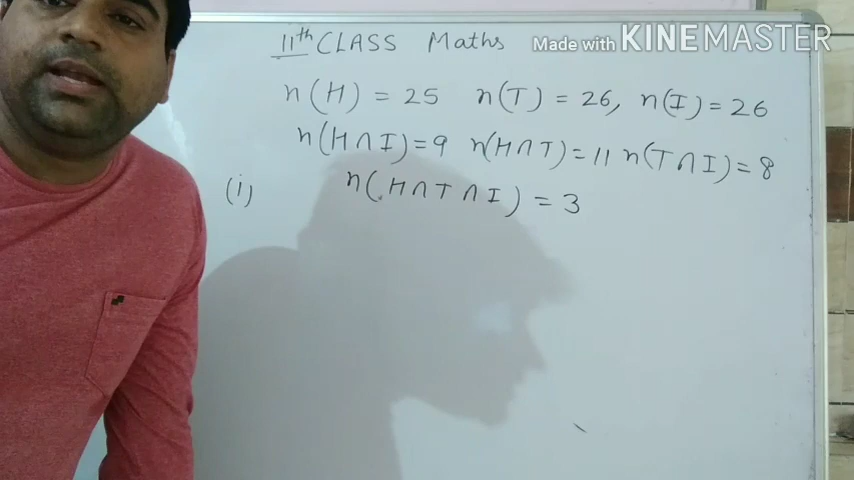 11th CLASS Maths
Made with KINEMASTER
n(H) = 25 n(T) = 26, n(I) = 26
n(H∩I)=9 n(H∩T)=11 n(T∩I)=8
(i) n(H∩T∩I) = 3